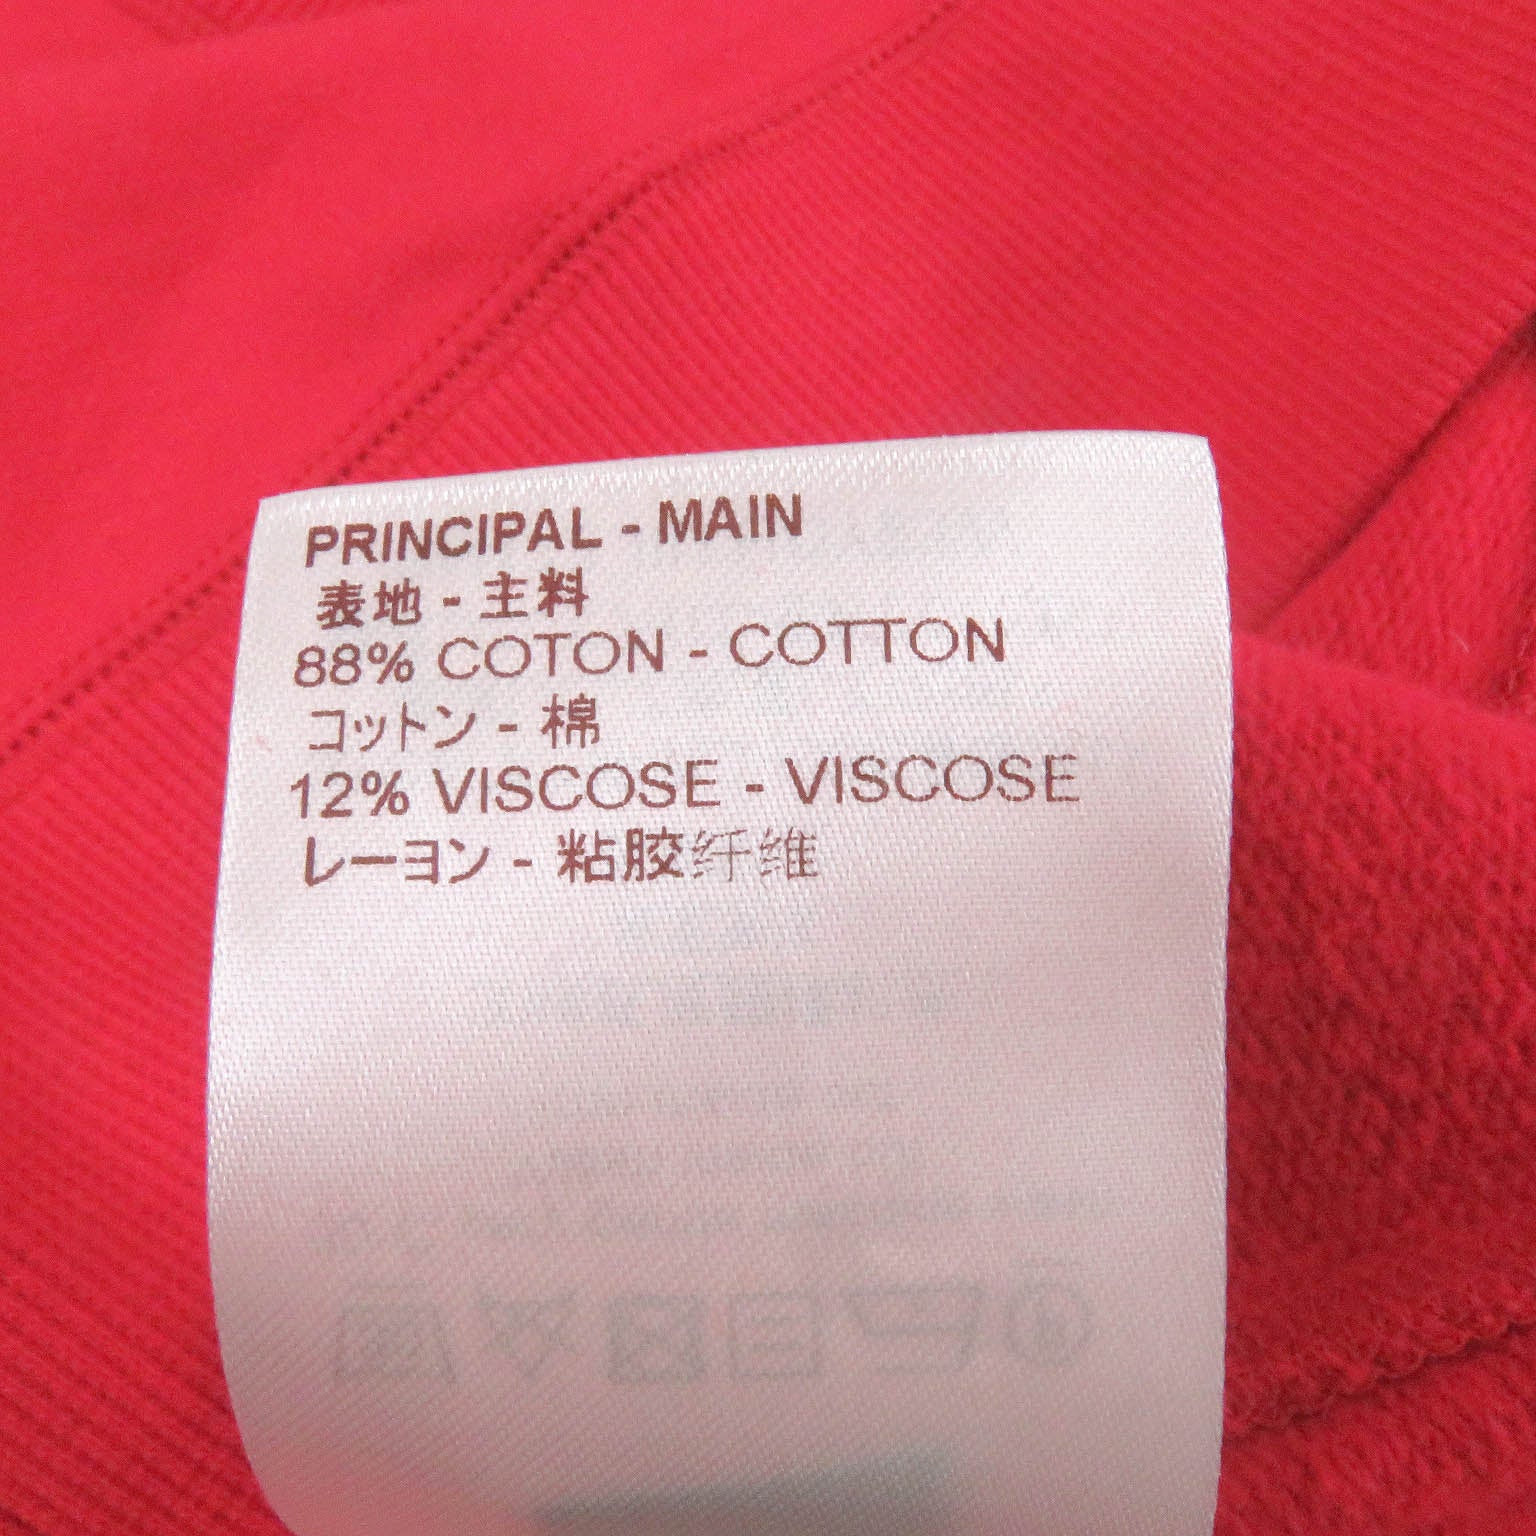 PRINCIPAL - MAIN
表地 - 主料
88% COTON - COTTON
コットン - 棉
12% VISCOSE - VISCOSE
レーヨン - 粘胶纤维